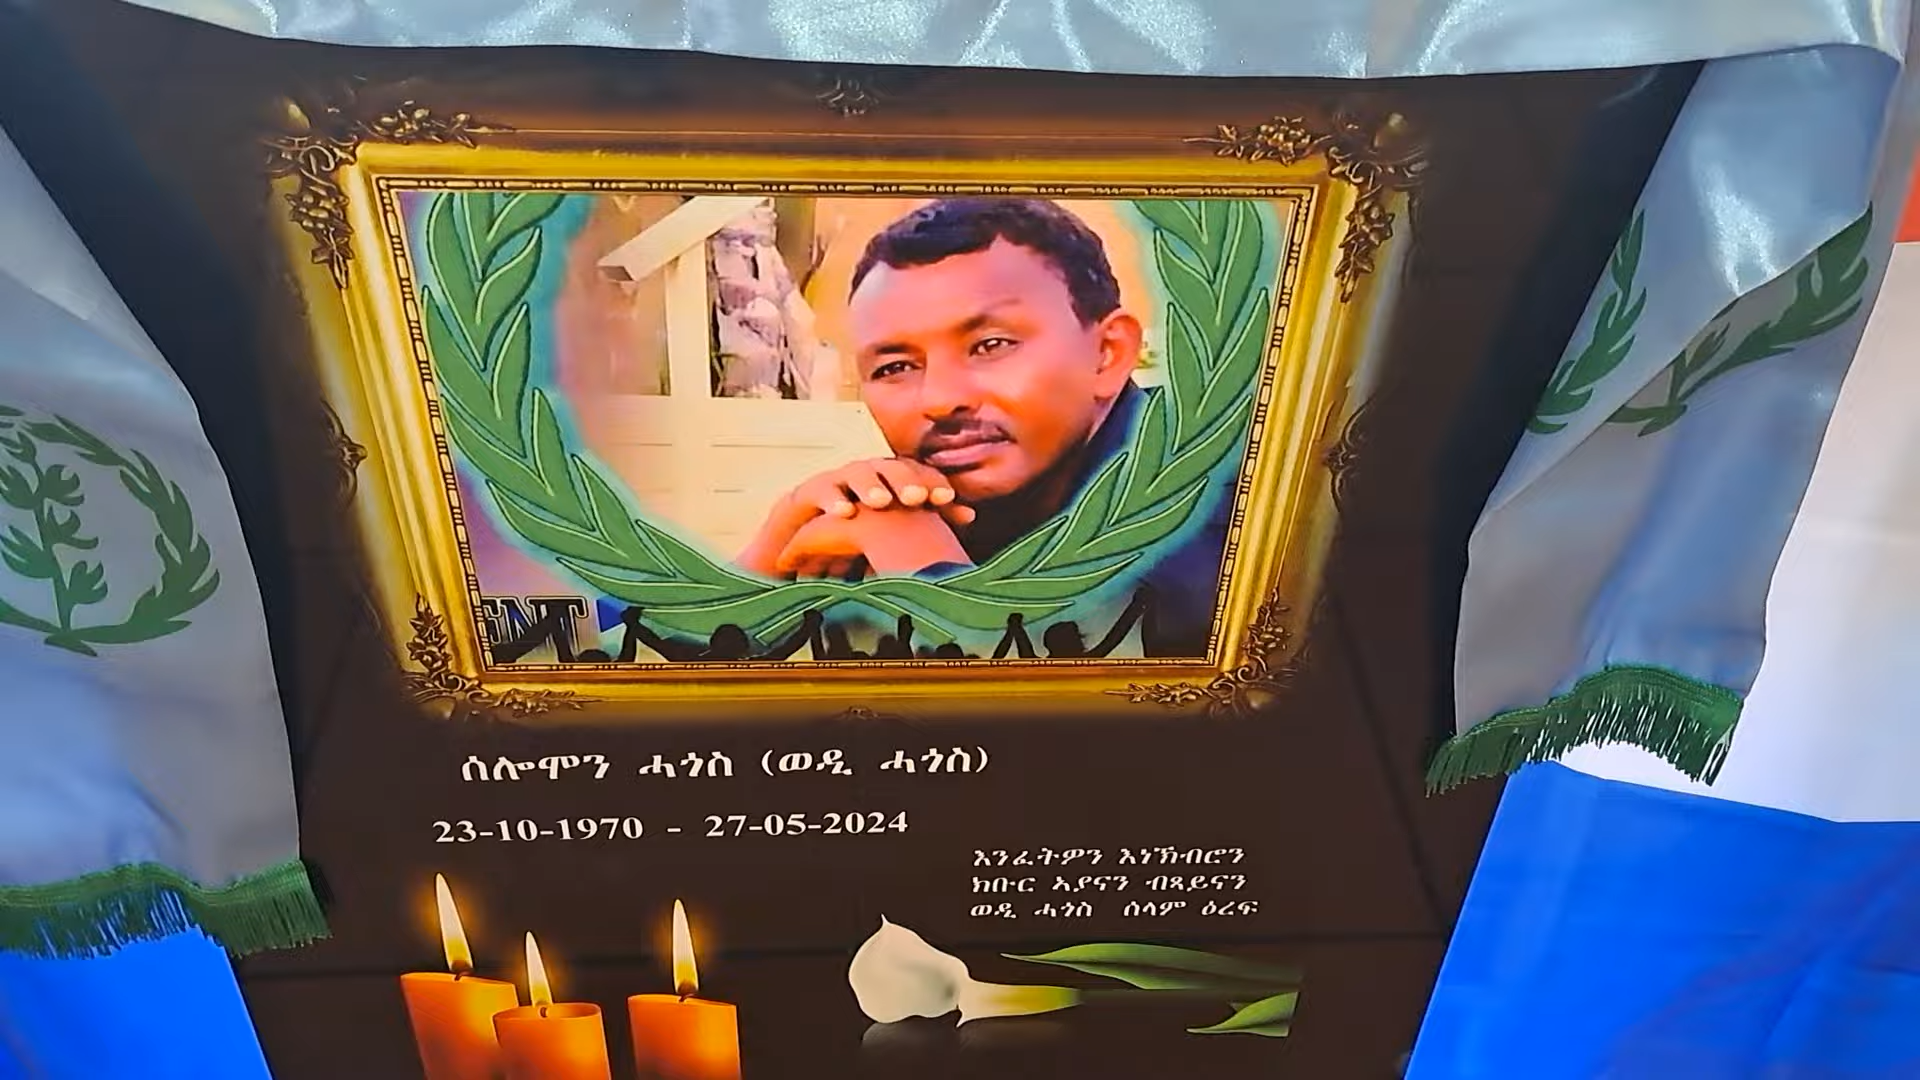 ENT
ሰሎሞን ሓጎስ (ወዲ ሓጎስ)
23-10-1970 - 27-05-2024
እንፈትዎን እነኽብሮን
ክቡር ኣያናን ብጻይናን
ወዲ ሓጎስ ሰላም ዕረፍ